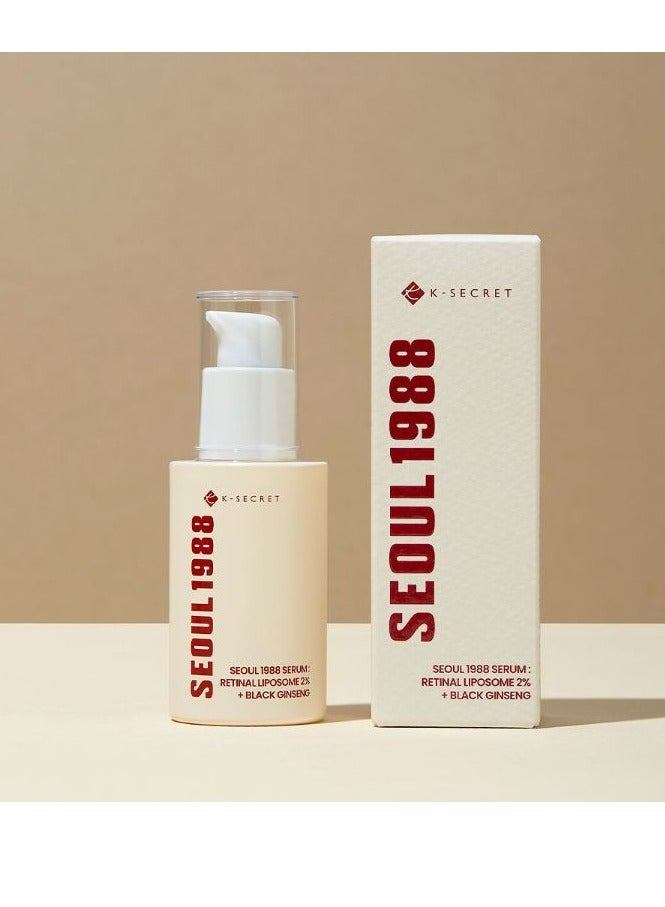 K-SECRET
SEOUL1988
SEOUL 1988 SERUM :
RETINAL LIPOSOME 2%
+ BLACK GINSENG
K-SECRET
SEOUL1988
SEOUL 1988 SERUM :
RETINAL LIPOSOME 2%
+ BLACK GINSENG